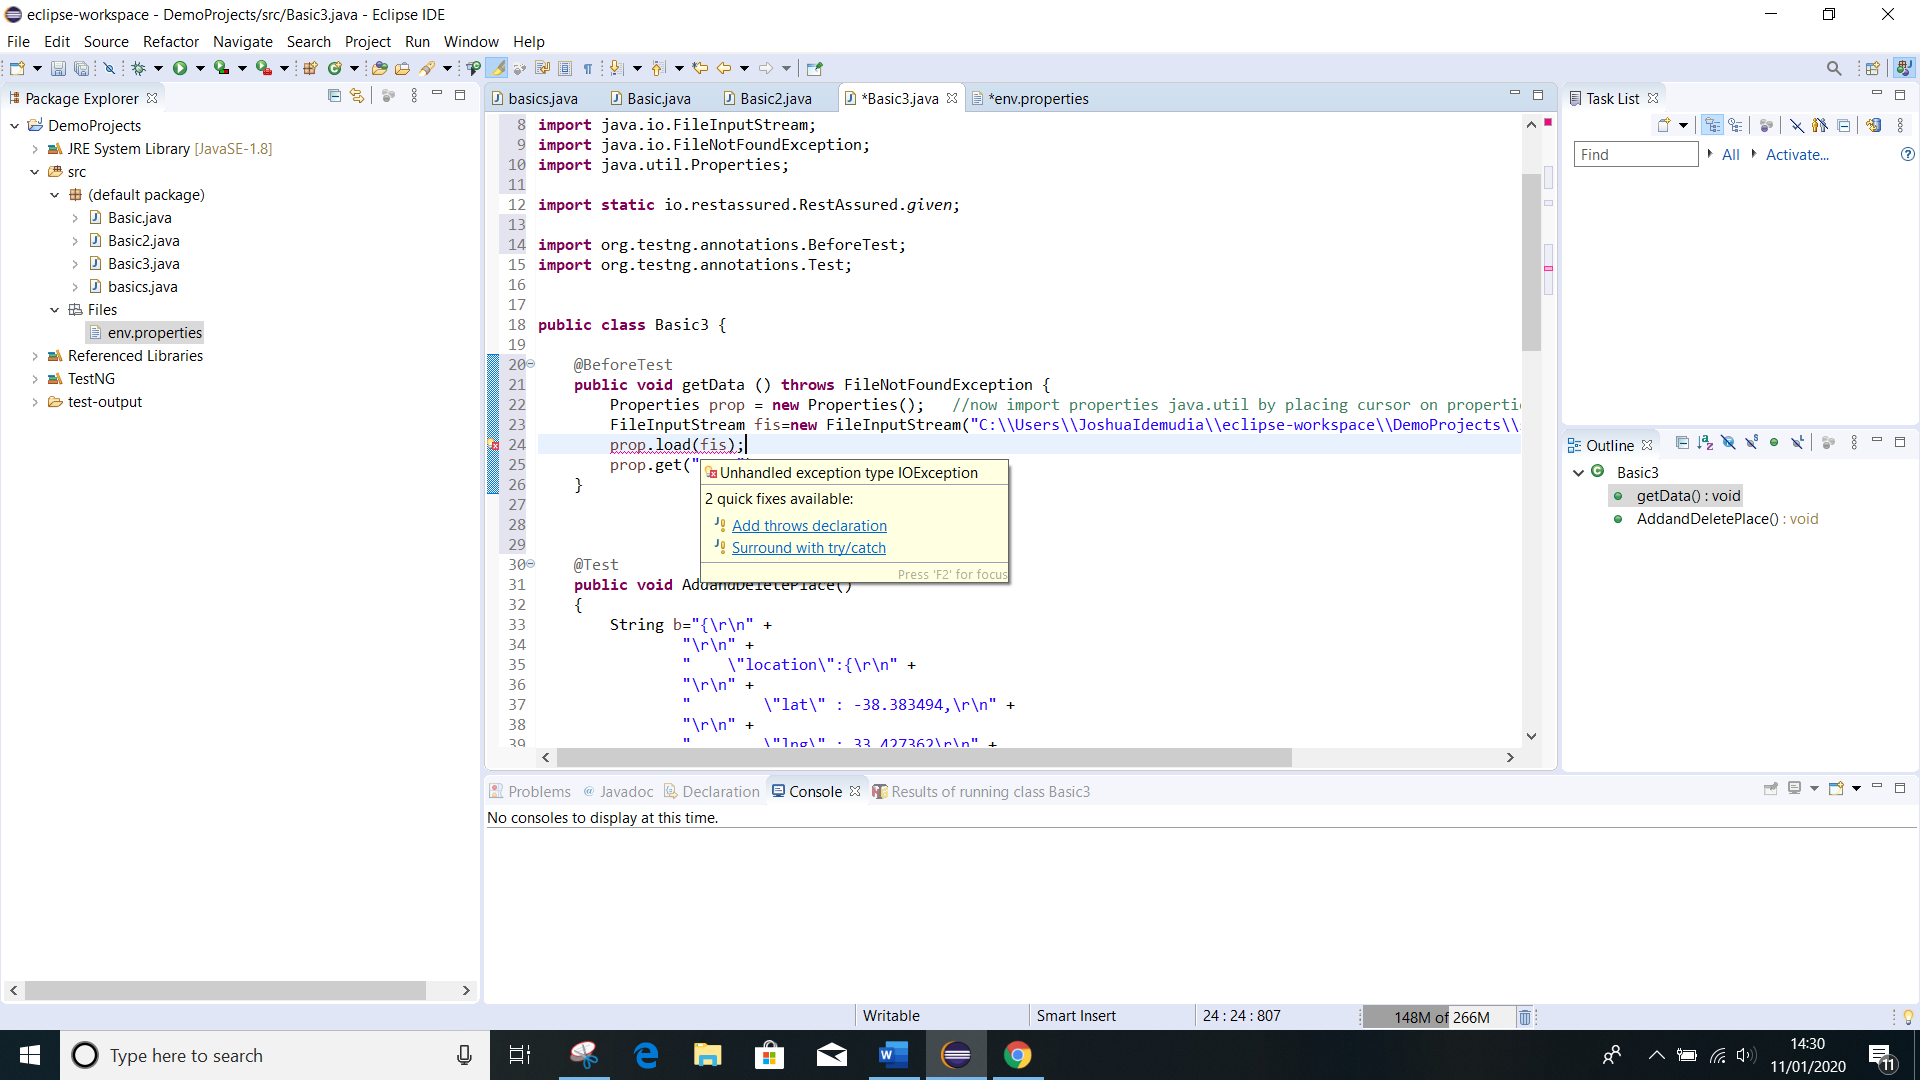 eclipse-workspace - DemoProjects/src/Basic3.java - Eclipse IDE
File Edit Source Refactor Navigate Search Project Run Window Help
Package Explorer
DemoProjects
JRE System Library [JavaSE-1.8]
src
(default package)
Basic.java
Basic2.java
Basic3.java
basics.java
Files
env.properties
Referenced Libraries
TestNG
test-output
basics.java Basic.java Basic2.java *Basic3.java *env.properties
8 import java.io.FileInputStream;
9 import java.io.FileNotFoundException;
10 import java.util.Properties;
11
12 import static io.restassured.RestAssured.given;
13
14 import org.testng.annotations.BeforeTest;
15 import org.testng.annotations.Test;
16
17
18 public class Basic3 {
19
20 @BeforeTest
21 public void getData () throws FileNotFoundException {
22 Properties prop = new Properties(); //now import properties java.util by placing cursor on properti
23 FileInputStream fis=new FileInputStream("C:\\Users\\JoshuaIdemudia\\eclipse-workspace\\DemoProjects\\
24 prop.load(fis);
25 prop.get("
26 }
27
28
29
30 @Test
31 public void AddandDeletePlace()
32 {
33 String b="{\r\n" +
34 "\r\n" +
35 " \"location\":{\r\n" +
36 "\r\n" +
37 " \"lat\" : -38.383494,\r\n" +
38 "\r\n" +
39 " \"lng\" : 33.427362\r\n" +
Unhandled exception type IOException
2 quick fixes available:
Add throws declaration
Surround with try/catch
Press 'F2' for focus
Task List
Find All Activate...
Outline
Basic3
getData() : void
AddandDeletePlace() : void
Problems Javadoc Declaration Console Results of running class Basic3
No consoles to display at this time.
Writable Smart Insert 24 : 24 : 807 148M of 266M
Type here to search
14:30
11/01/2020
11